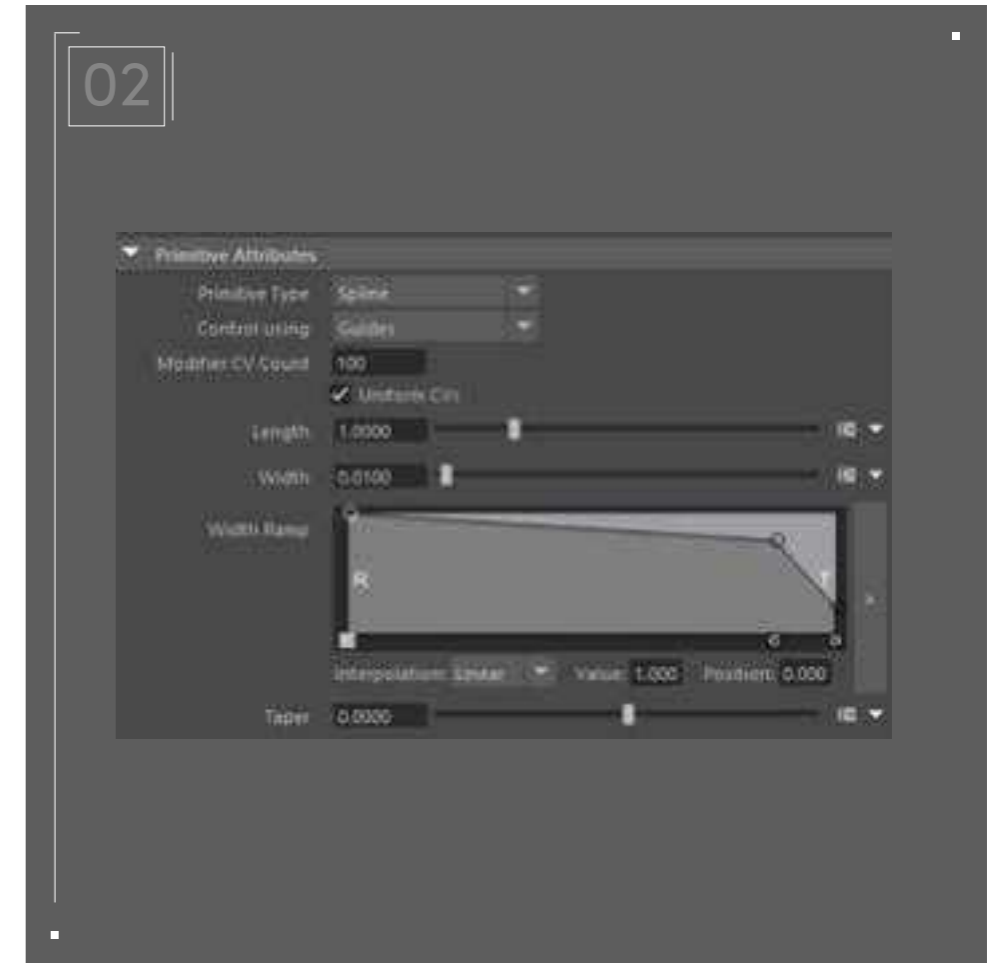 02
Primitive Attributes
Primitive Type Spline
Control using Guides
Modifier CV Count 100
Uniform CVs
Length 1.0000
Width 0.0100
Width Ramp
R T
>
Interpolation: Linear Value: 1.000 Position: 0.000
Taper 0.0000